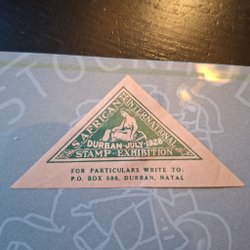 S. AFRICAN INTERNATIONAL
DURBAN-JULY-1928
STAMP-EXHIBITION
FOR PARTICULARS WRITE TO:
P.O. BOX 588, DURBAN, NATAL